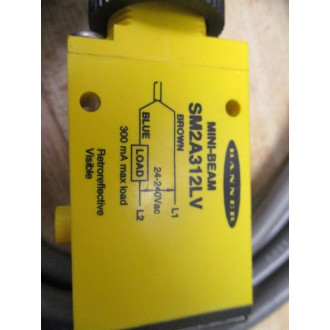 BANNER
MINI-BEAM
SM2A312LV
BROWN
BLUE
24-240Vac
LOAD
L1
L2
300 mA max load
Retroreflective
Visible